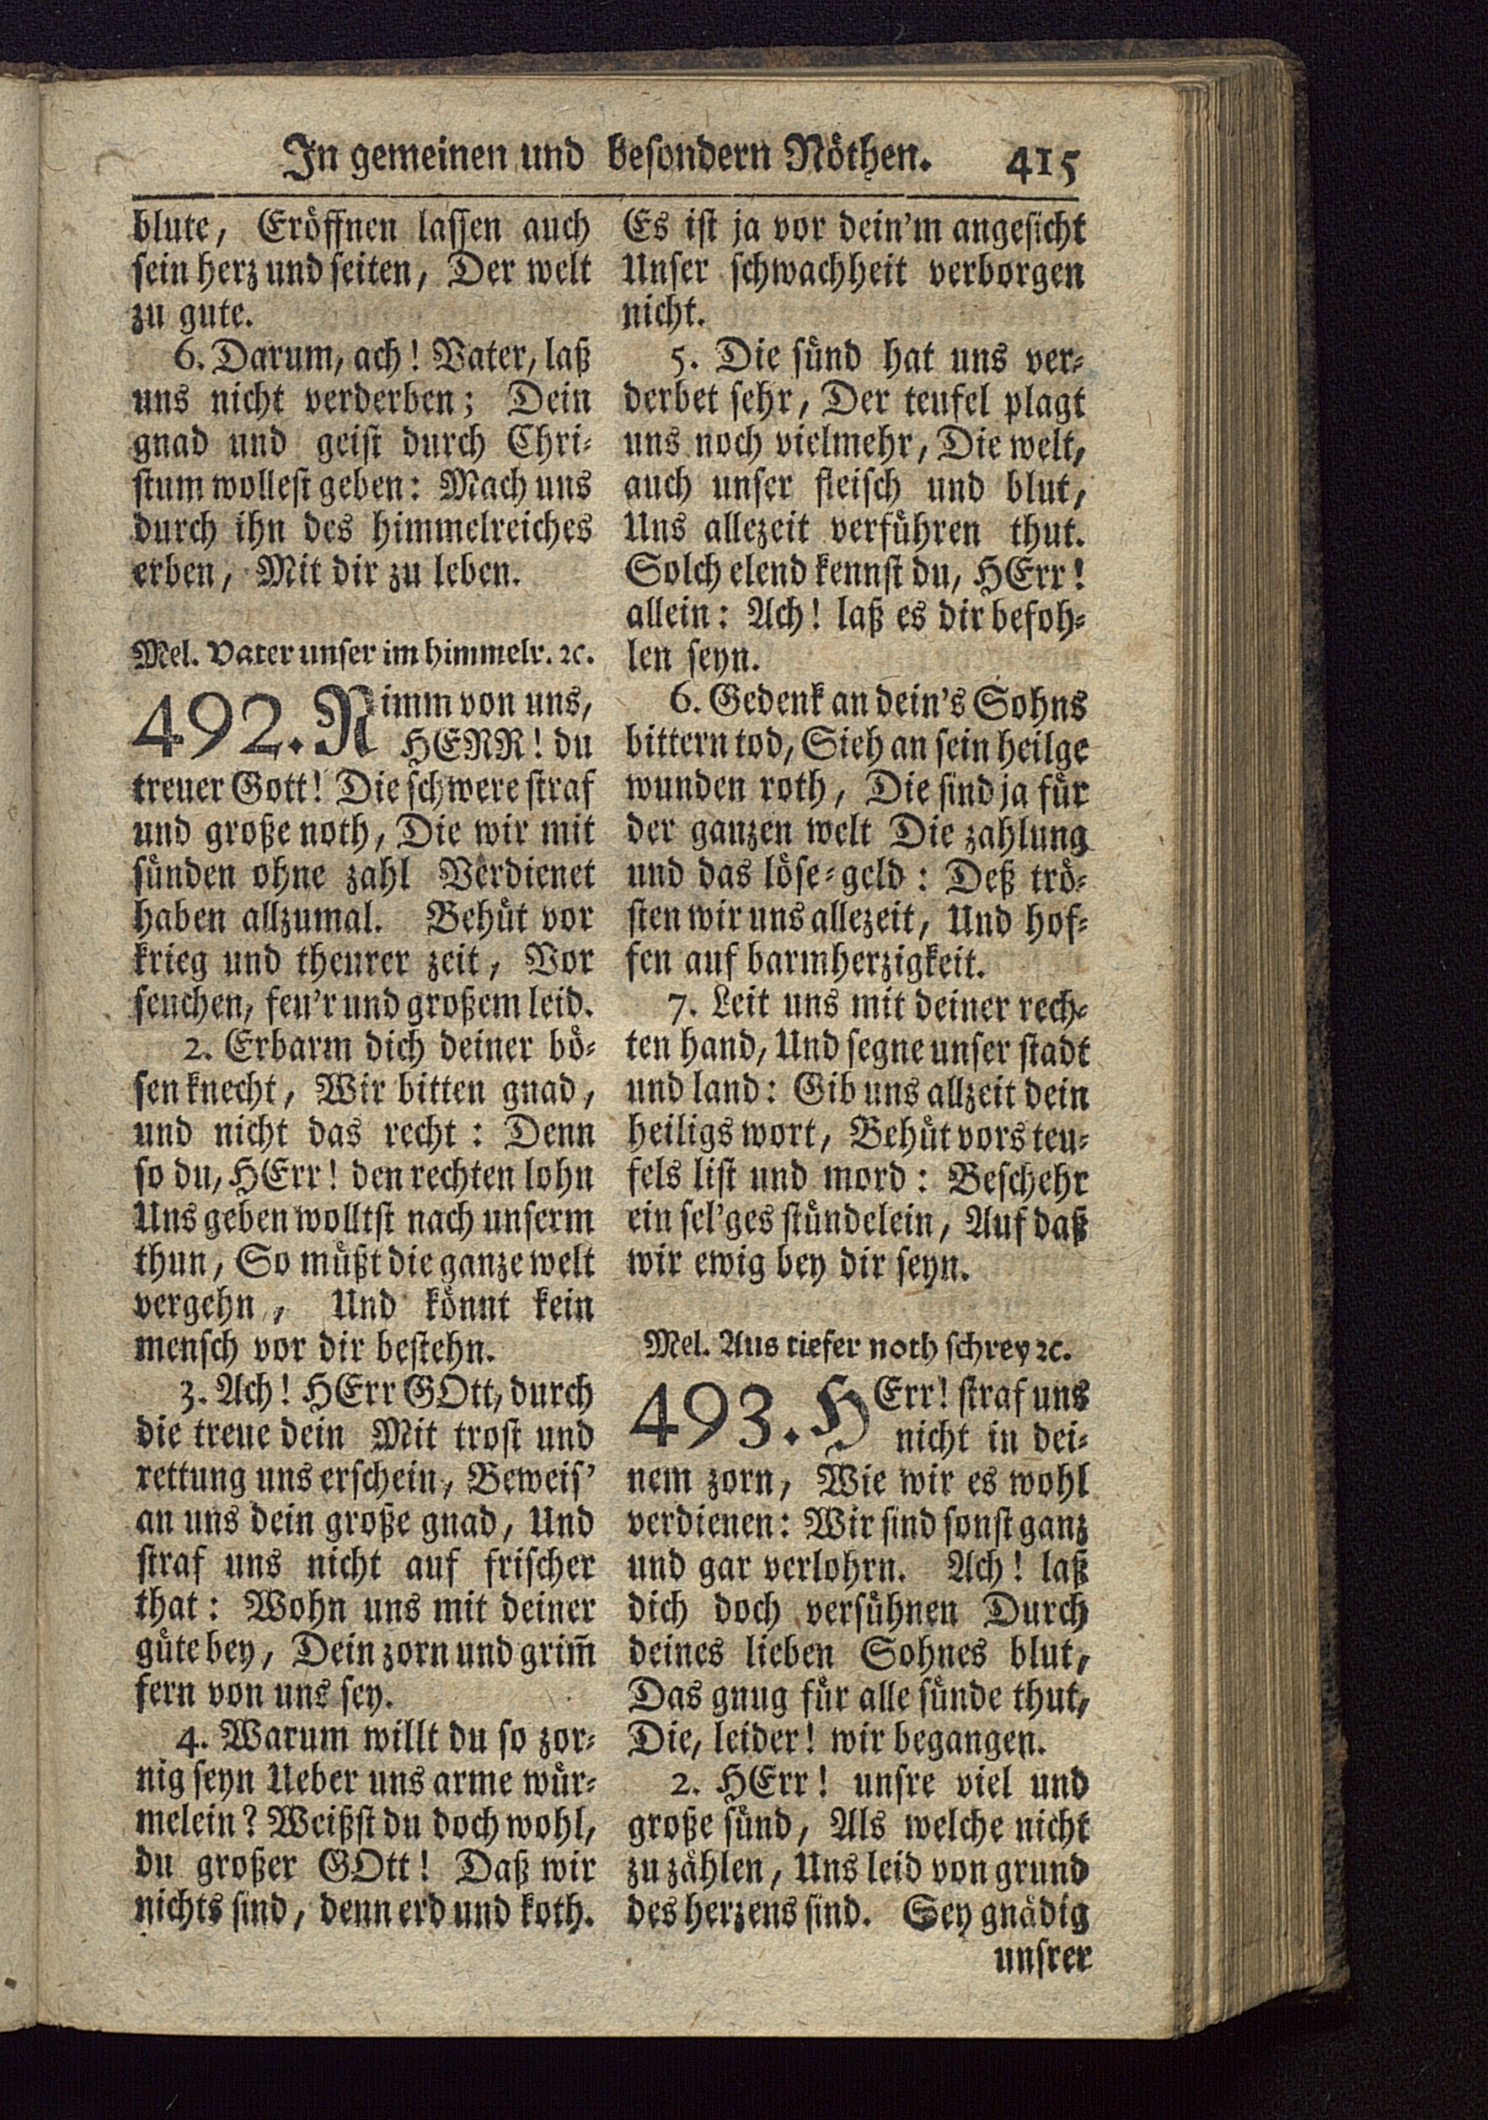 In gemeinen und besondern Nöthen. 415
blute, Eröffnen lassen auch
sein herz und seiten, Der welt
zu gute.
6. Darum, ach! Vater, laß
uns nicht verderben; Dein
gnad und geist durch Chri-
stum wollest geben: Mach uns
durch ihn des himmelreiches
erben, Mit dir zu leben.
Mel. Vater unser im himmelr. ꝛc.
492. Nimm von uns,
HERR! du
treuer Gott! Die schwere straf
und große noth, Die wir mit
sünden ohne zahl Verdienet
haben allzumal. Behüt vor
krieg und theurer zeit, Vor
seuchen, feu'r und großem leid.
2. Erbarm dich deiner bö-
sen knecht, Wir bitten gnad,
und nicht das recht: Denn
so du, HErr! den rechten lohn
Uns geben wolltst nach unserm
thun, So müßt die ganze welt
vergehn, Und könnt kein
mensch vor dir bestehn.
3. Ach! HErr GOtt, durch
die treue dein Mit trost und
rettung uns erschein, Beweis'
an uns dein große gnad, Und
straf uns nicht auf frischer
that: Wohn uns mit deiner
güte bey, Dein zorn und grim̄
fern von uns sey.
4. Warum willt du so zor-
nig seyn Ueber uns arme wür-
melein? Weißst du doch wohl,
du großer GOtt! Daß wir
nichts sind, denn erd und koth.
Es ist ja vor dein'm angesicht
Unser schwachheit verborgen
nicht.
5. Die sünd hat uns ver-
derbet sehr, Der teufel plagt
uns noch vielmehr, Die welt,
auch unser fleisch und blut,
Uns allezeit verführen thut.
Solch elend kennst du, HErr!
allein: Ach! laß es dir befoh-
len seyn.
6. Gedenk an dein's Sohns
bittern tod, Sieh an sein heilge
wunden roth, Die sind ja für
der ganzen welt Die zahlung
und das löse-geld: Deß trö-
sten wir uns allezeit, Und hof-
fen auf barmherzigkeit.
7. Leit uns mit deiner rech-
ten hand, Und segne unser stadt
und land: Gib uns allzeit dein
heiligs wort, Behüt vors teu-
fels list und mord: Beschehr
ein sel'ges stündelein, Auf daß
wir ewig bey dir seyn.
Mel. Aus tiefer noth schrey ꝛc.
493. HErr! straf uns
nicht in dei-
nem zorn, Wie wir es wohl
verdienen: Wir sind sonst ganz
und gar verlohrn. Ach! laß
dich doch versühnen Durch
deines lieben Sohnes blut,
Das gnug für alle sünde thut,
Die, leider! wir begangen.
2. HErr! unsre viel und
große sünd, Als welche nicht
zu zählen, Uns leid von grund
des herzens sind. Sey gnädig
unsrer